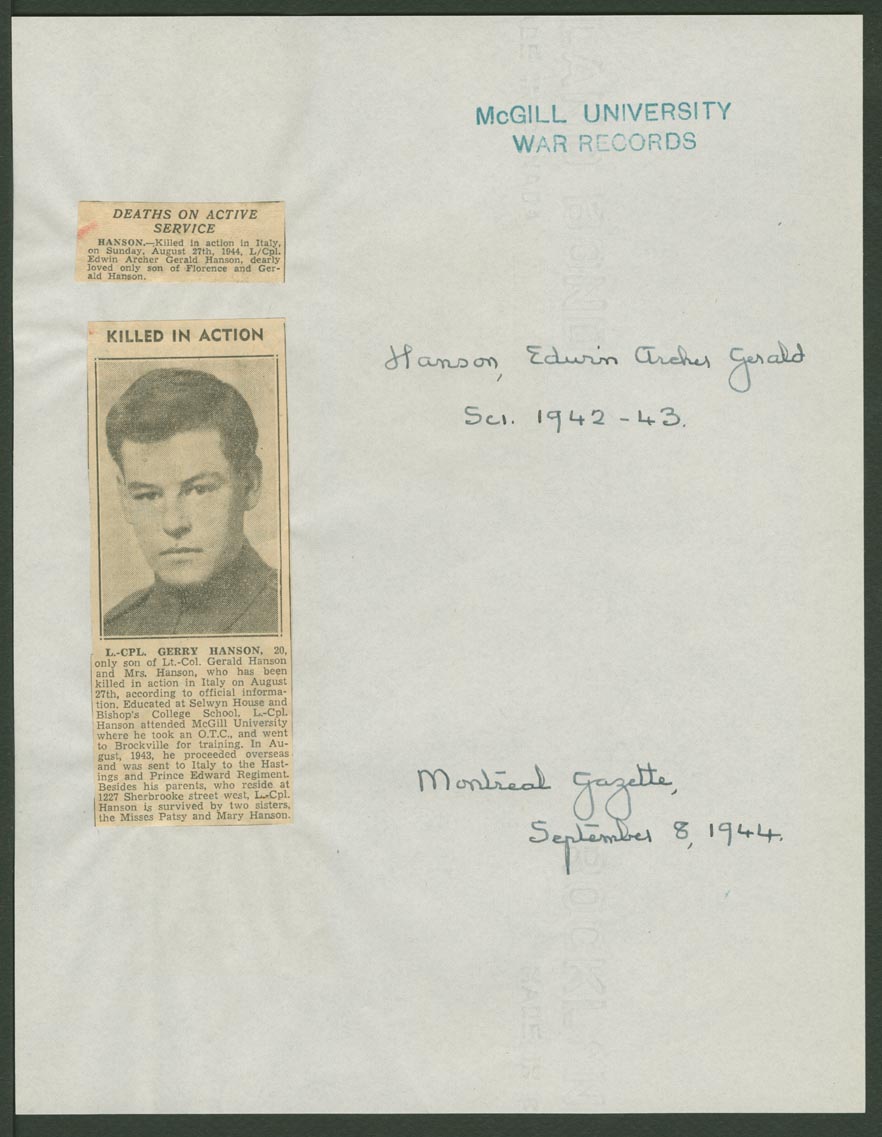 McGILL UNIVERSITY
WAR RECORDS
DEATHS ON ACTIVE
SERVICE
HANSON.—Killed in action in Italy,
on Sunday, August 27th, 1944, L/Cpl.
Edwin Archer Gerald Hanson, dearly
loved only son of Florence and Ger-
ald Hanson.
KILLED IN ACTION
Hanson, Edwin Archer Gerald
Sci. 1942-43.
L.-CPL. GERRY HANSON, 20,
only son of Lt.-Col. Gerald Hanson
and Mrs. Hanson, who has been
killed in action in Italy on August
27th, according to official informa-
tion. Educated at Selwyn House and
Bishop's College School, L.-Cpl.
Hanson attended McGill University
where he took an O.T.C., and went
to Brockville for training. In Au-
gust, 1943, he proceeded overseas
and was sent to Italy to the Hast-
ings and Prince Edward Regiment.
Besides his parents, who reside at
1227 Sherbrooke street west, L.-Cpl.
Hanson is survived by two sisters,
the Misses Patsy and Mary Hanson.
Montreal Gazette,
September 8, 1944.